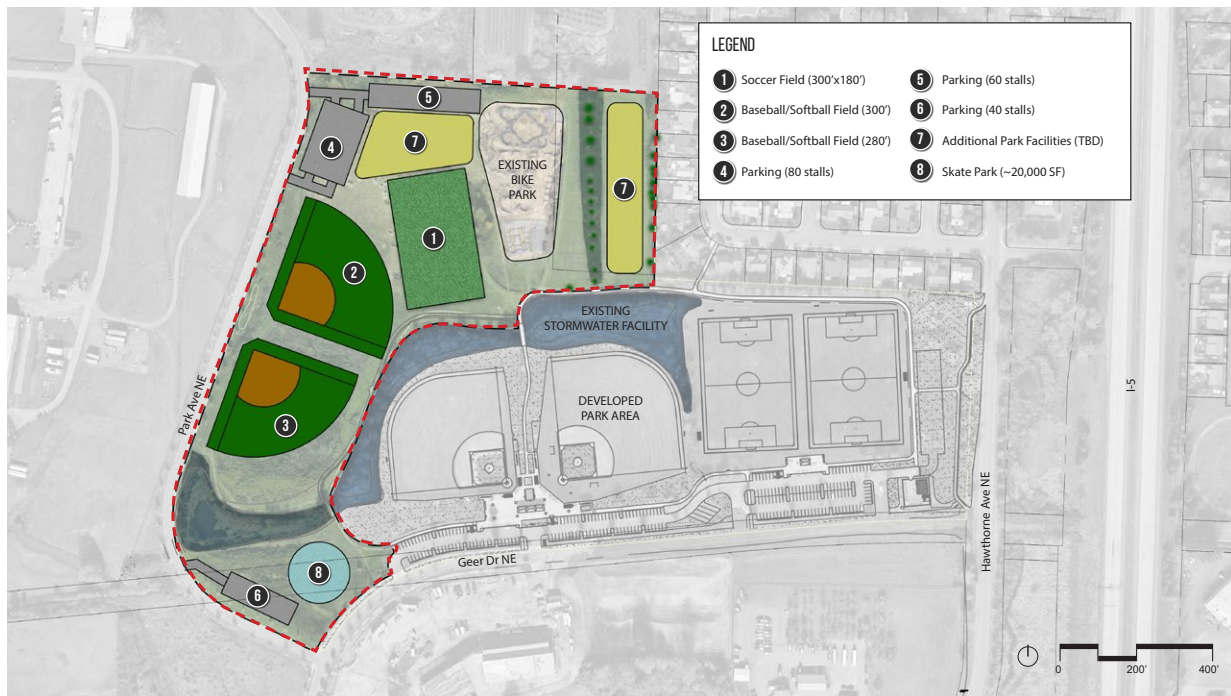 LEGEND
1 Soccer Field (300'x180')
2 Baseball/Softball Field (300')
3 Baseball/Softball Field (280')
4 Parking (80 stalls)
5 Parking (60 stalls)
6 Parking (40 stalls)
7 Additional Park Facilities (TBD)
8 Skate Park (~20,000 SF)
5
4
7
EXISTING
BIKE
PARK
7
1
2
EXISTING
STORMWATER FACILITY
Park Ave NE
3
DEVELOPED
PARK AREA
I-5
Hawthorne Ave NE
Geer Dr NE
8
6
0
200'
400'